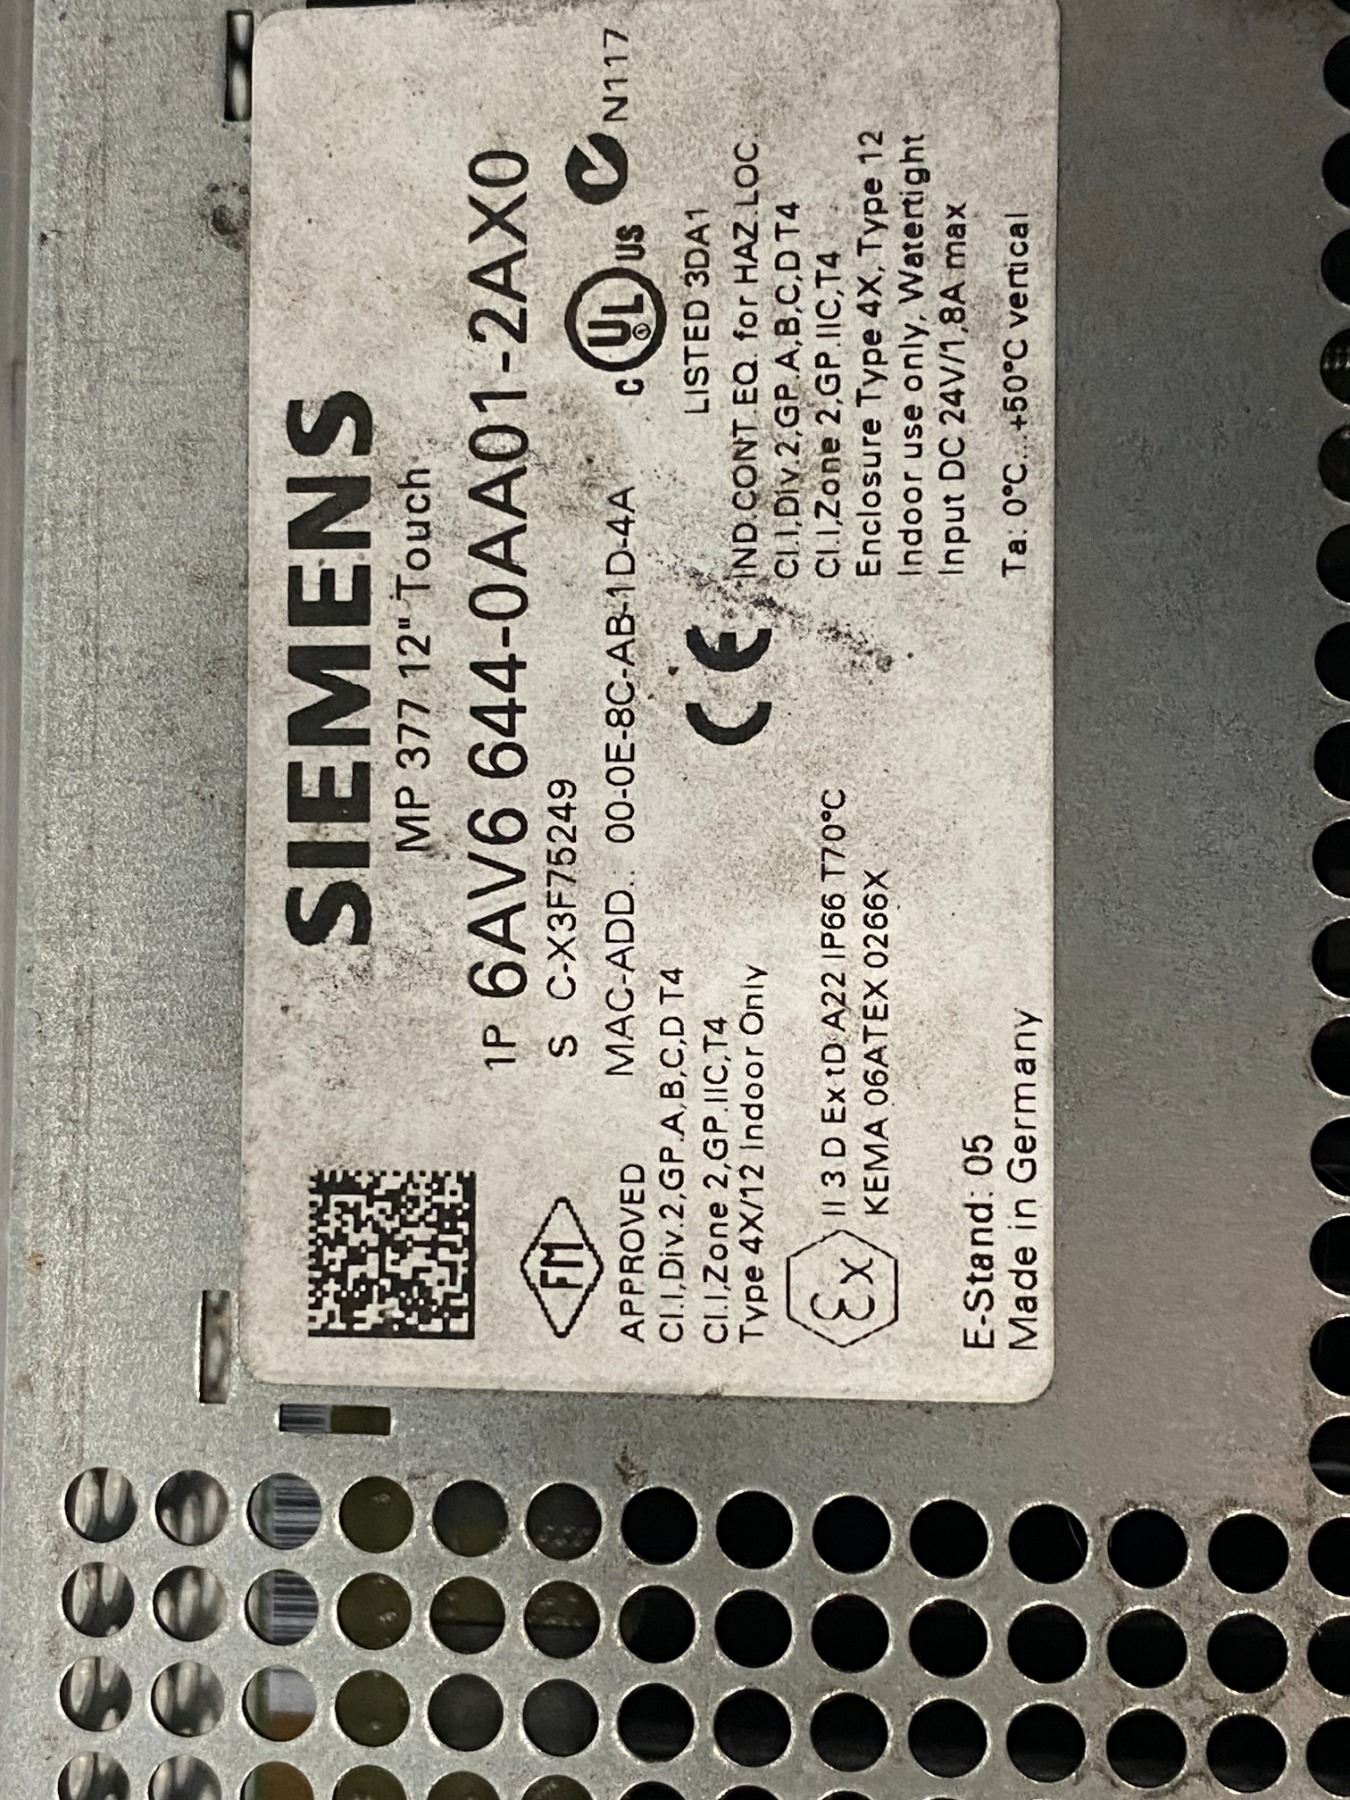 SIEMENS
MP 377 12" Touch
1P 6AV6 644-0AA01-2AX0
S C-X3F75249
MAC-ADD.: 00-0E-8C-AB-1D-4A
FM
APPROVED
Cl.I,Div.2,GP.A,B,C,D T4
Cl.I,Zone 2,GP.IIC,T4
Type 4X/12 Indoor Only
Ex
II 3 D Ex tD A22 IP66 T70°C
KEMA 06ATEX 0266X
E-Stand: 05
Made in Germany
CE
C UL US
N117
LISTED 3DA1
IND.CONT.EQ. for HAZ.LOC.
Cl.I,Div.2,GP.A,B,C,D T4
Cl.I,Zone 2,GP.IIC,T4
Enclosure Type 4X, Type 12
Indoor use only, Watertight
Input DC 24V/1,8A max
Ta: 0°C...+50°C vertical